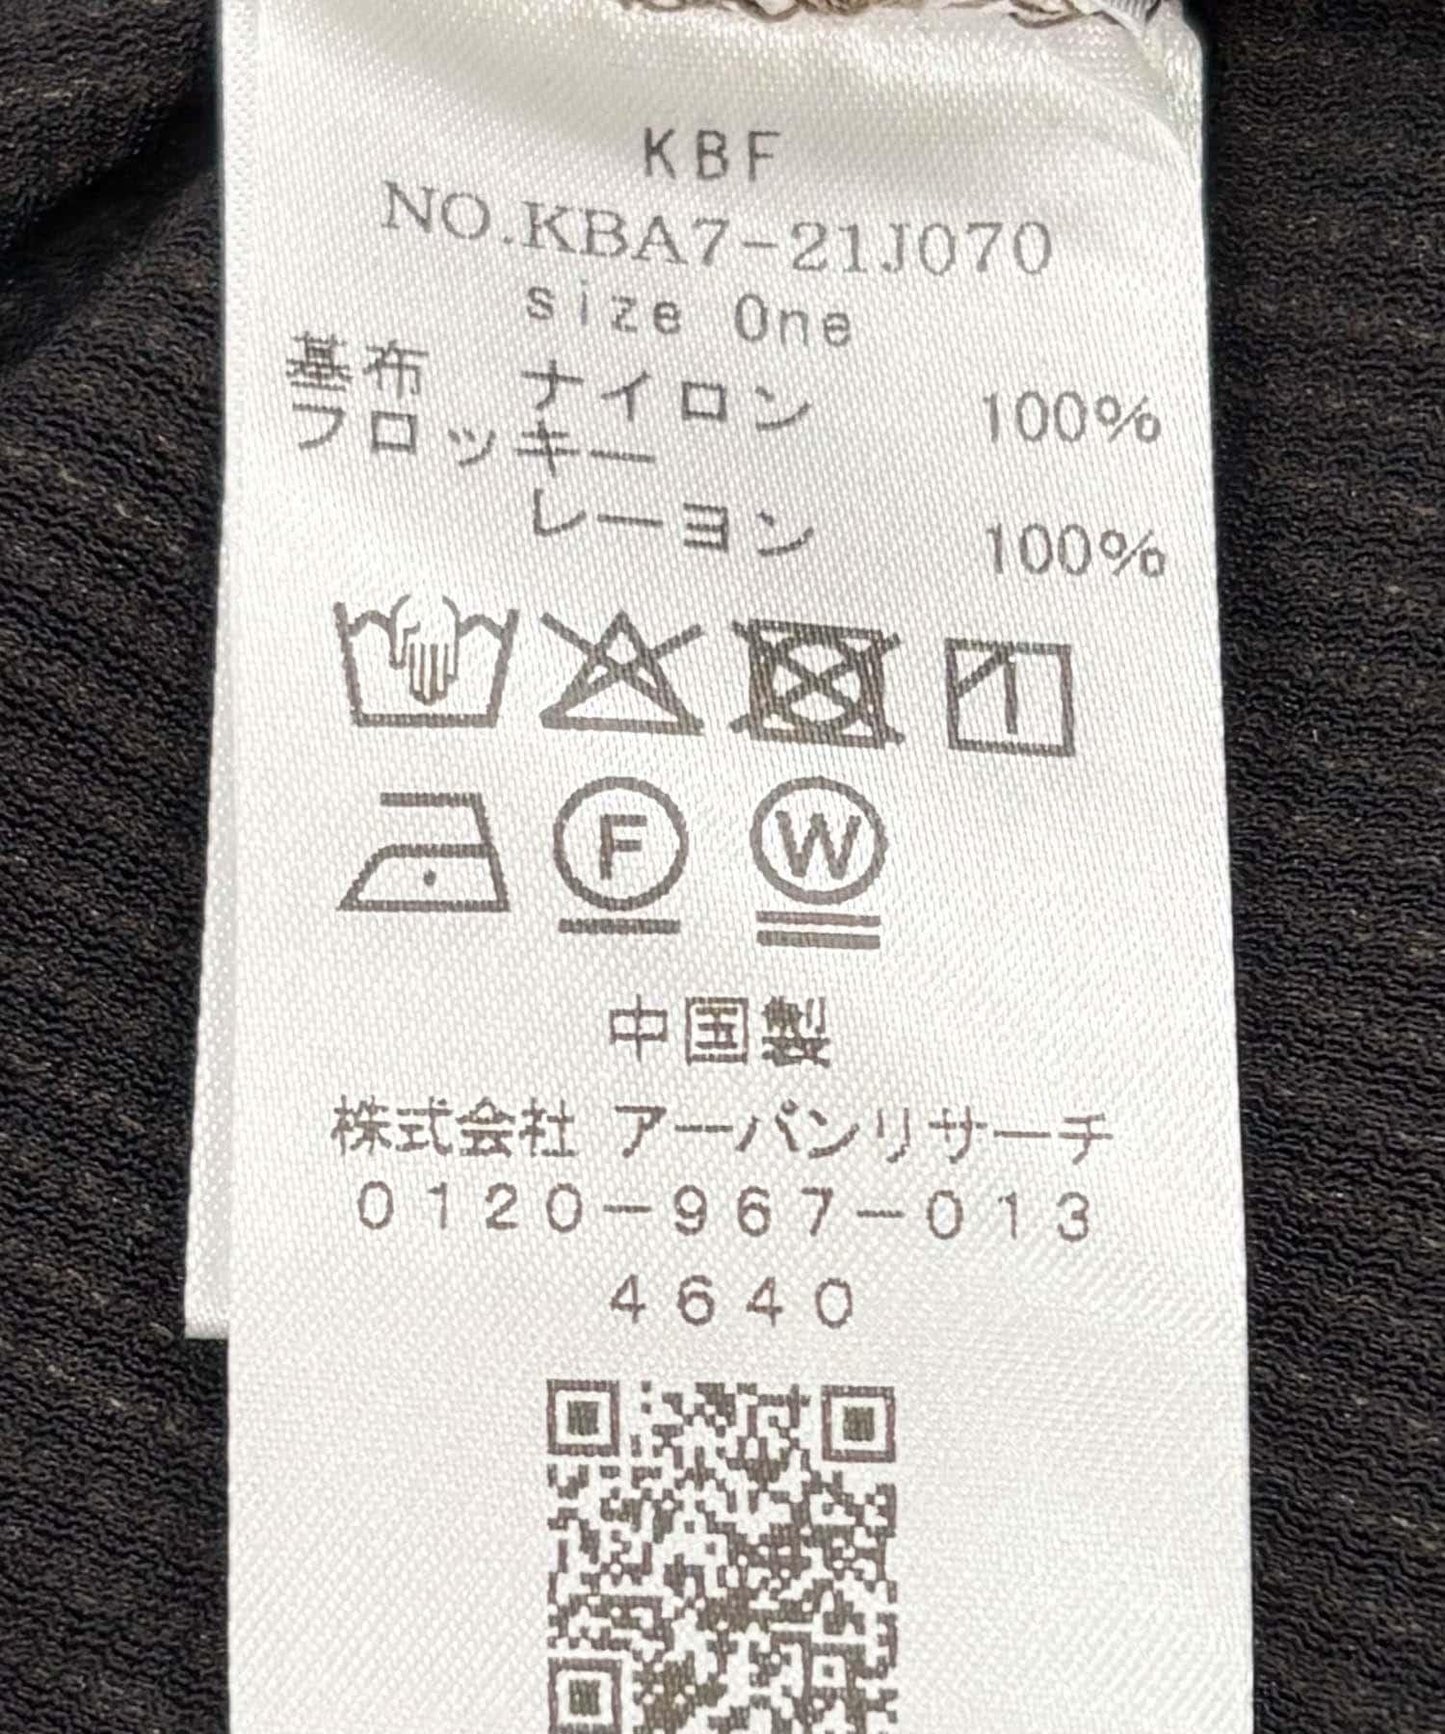 KBF
NO.KBA7-21J070
size One
基布 ナイロン 100%
フロッキー
レーヨン 100%
F W
中国製
株式会社 アーバンリサーチ
0120-967-013
4640